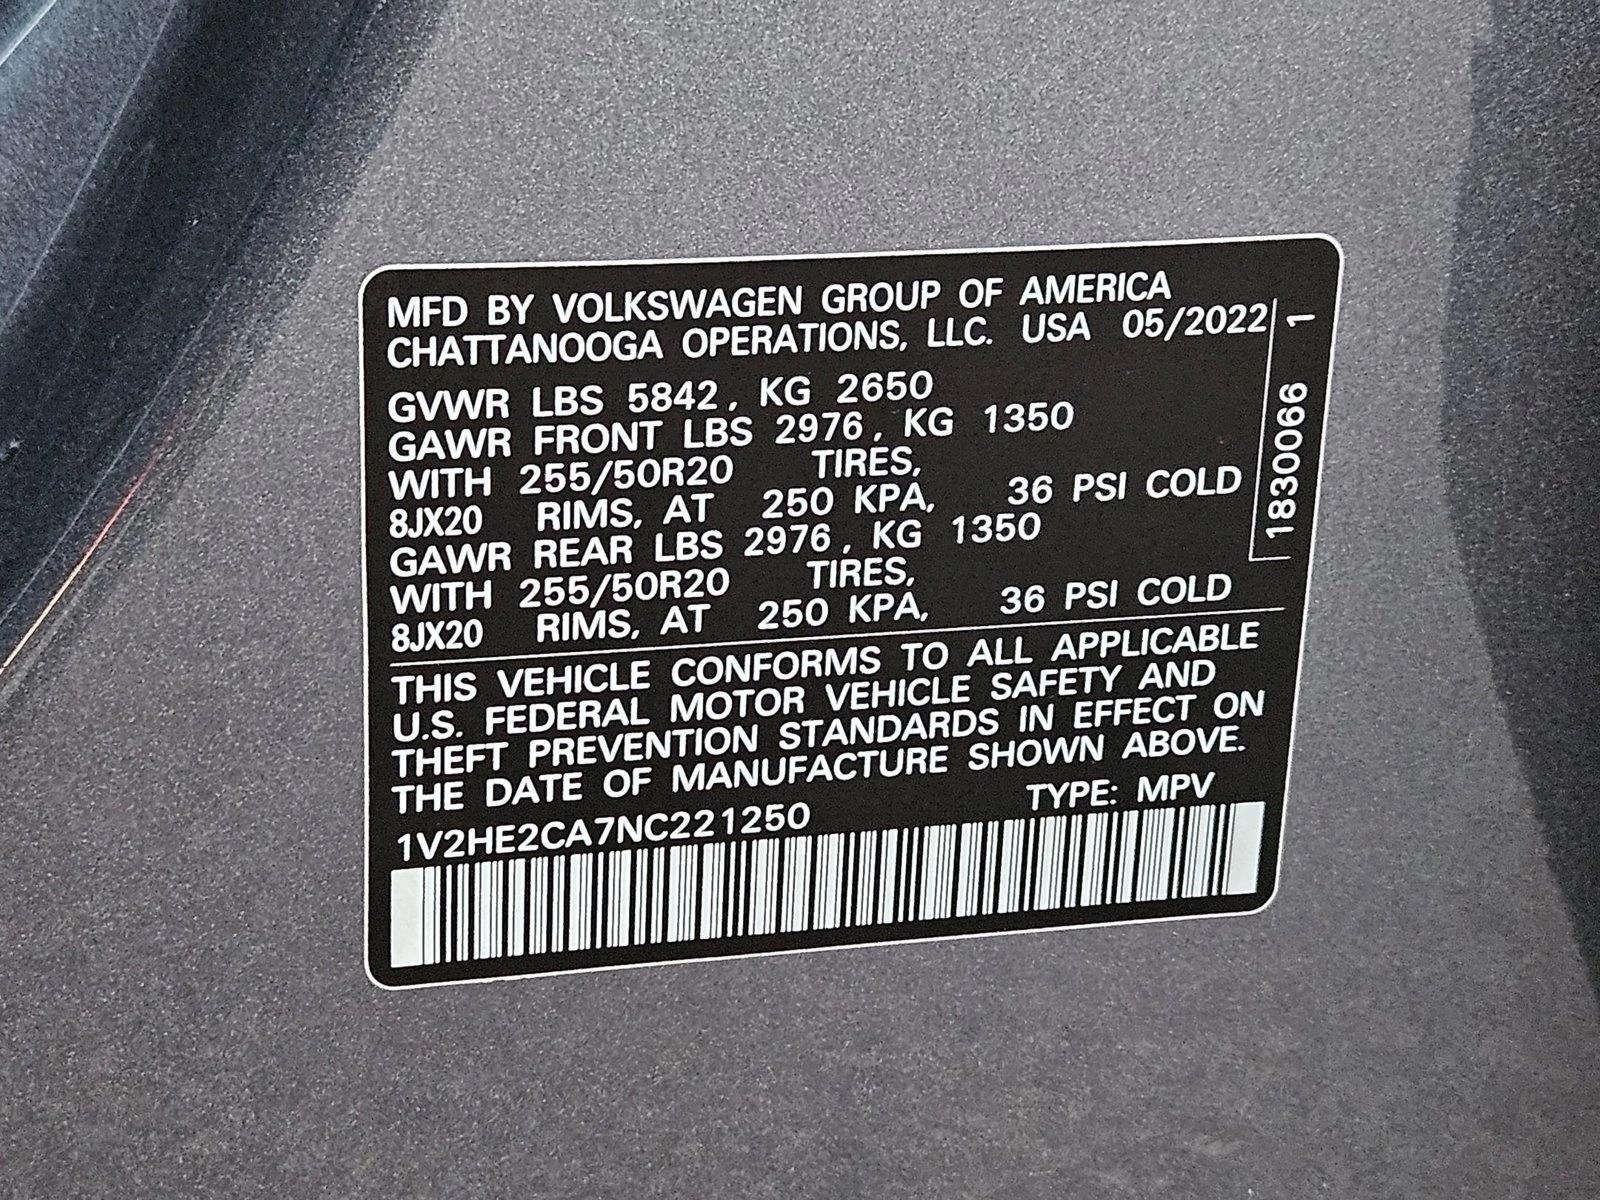 MFD BY VOLKSWAGEN GROUP OF AMERICA
CHATTANOOGA OPERATIONS, LLC. USA 05/2022
GVWR LBS 5842, KG 2650
GAWR FRONT LBS 2976, KG 1350
WITH 255/50R20 TIRES,
8JX20 RIMS, AT 250 KPA, 36 PSI COLD
GAWR REAR LBS 2976, KG 1350
WITH 255/50R20 TIRES,
8JX20 RIMS, AT 250 KPA, 36 PSI COLD
THIS VEHICLE CONFORMS TO ALL APPLICABLE
U.S. FEDERAL MOTOR VEHICLE SAFETY AND
THEFT PREVENTION STANDARDS IN EFFECT ON
THE DATE OF MANUFACTURE SHOWN ABOVE.
1V2HE2CA7NC221250 TYPE: MPV
1830066 1